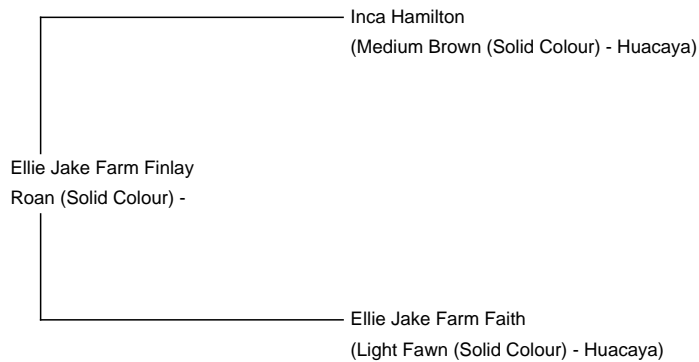 Inca Hamilton
(Medium Brown (Solid Colour) - Huacaya)
Ellie Jake Farm Finlay
Roan (Solid Colour) -
Ellie Jake Farm Faith
(Light Fawn (Solid Colour) - Huacaya)